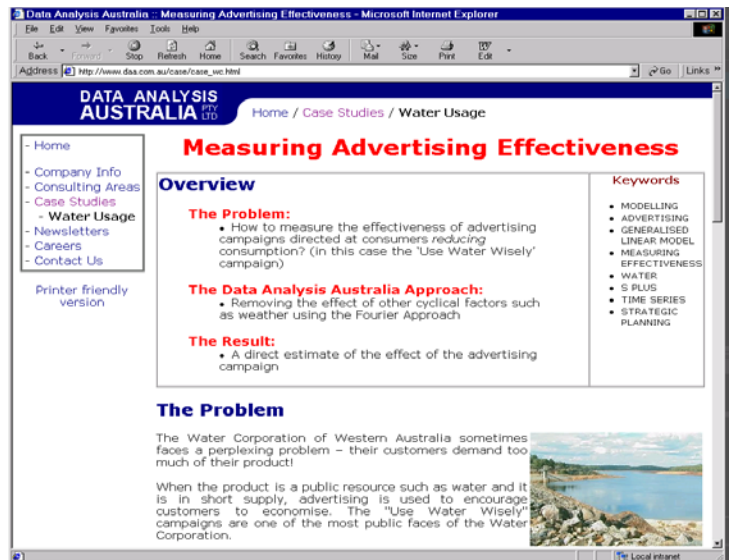 Data Analysis Australia :: Measuring Advertising Effectiveness - Microsoft Internet Explorer
File Edit View Favorites Tools Help
Back Forward Stop Refresh Home Search Favorites History Mail Size Print Edit
Address http://www.daa.com.au/case/case_wc.html Go Links »
DATA ANALYSIS
AUSTRALIA PTY LTD
Home / Case Studies / Water Usage
- Home
- Company Info
- Consulting Areas
- Case Studies
- Water Usage
- Newsletters
- Careers
- Contact Us
Printer friendly
version
Measuring Advertising Effectiveness
Overview
The Problem:
• How to measure the effectiveness of advertising
campaigns directed at consumers reducing
consumption? (in this case the 'Use Water Wisely'
campaign)
The Data Analysis Australia Approach:
• Removing the effect of other cyclical factors such
as weather using the Fourier Approach
The Result:
• A direct estimate of the effect of the advertising
campaign
Keywords
• MODELLING
• ADVERTISING
• GENERALISED
LINEAR MODEL
• MEASURING
EFFECTIVENESS
• WATER
• S PLUS
• TIME SERIES
• STRATEGIC
PLANNING
The Problem
The Water Corporation of Western Australia sometimes
faces a perplexing problem – their customers demand too
much of their product!
When the product is a public resource such as water and it
is in short supply, advertising is used to encourage
customers to economise. The "Use Water Wisely"
campaigns are one of the most public faces of the Water
Corporation.
Local intranet